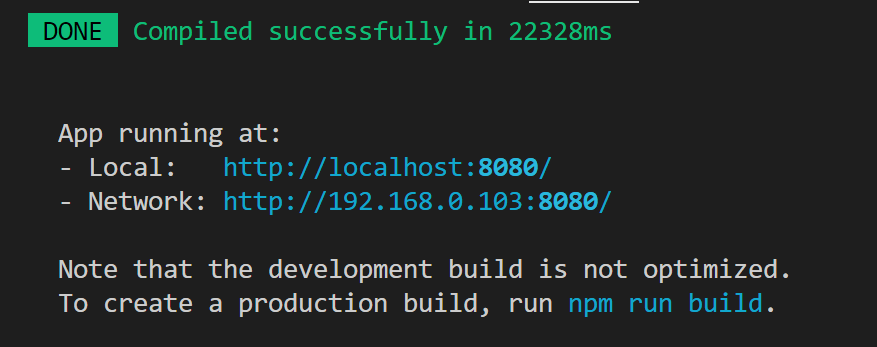 DONE Compiled successfully in 22328ms
App running at:
- Local: http://localhost:8080/
- Network: http://192.168.0.103:8080/
Note that the development build is not optimized.
To create a production build, run npm run build.